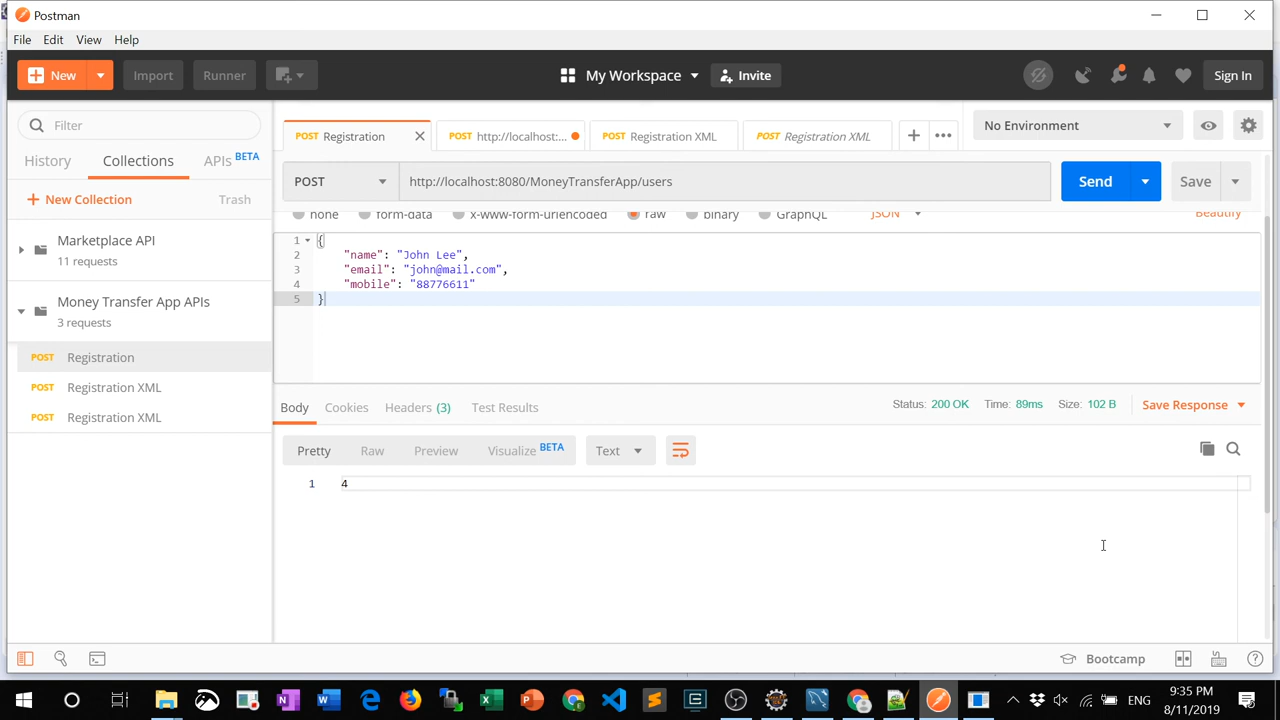 Postman
File Edit View Help
New Import Runner My Workspace Invite Sign In
Filter
History Collections APIs BETA
New Collection Trash
Marketplace API
11 requests
Money Transfer App APIs
3 requests
POST Registration
POST Registration XML
POST Registration XML
POST Registration POST http://localhost:... POST Registration XML POST Registration XML No Environment
POST http://localhost:8080/MoneyTransferApp/users Send Save
none form-data x-www-form-urlencoded raw binary GraphQL JSON Beautify
1 {
2 "name": "John Lee",
3 "email": "john@mail.com",
4 "mobile": "88776611"
5 }
Body Cookies Headers (3) Test Results Status: 200 OK Time: 89ms Size: 102 B Save Response
Pretty Raw Preview Visualize BETA Text
1 4
Bootcamp
ENG 9:35 PM
8/11/2019